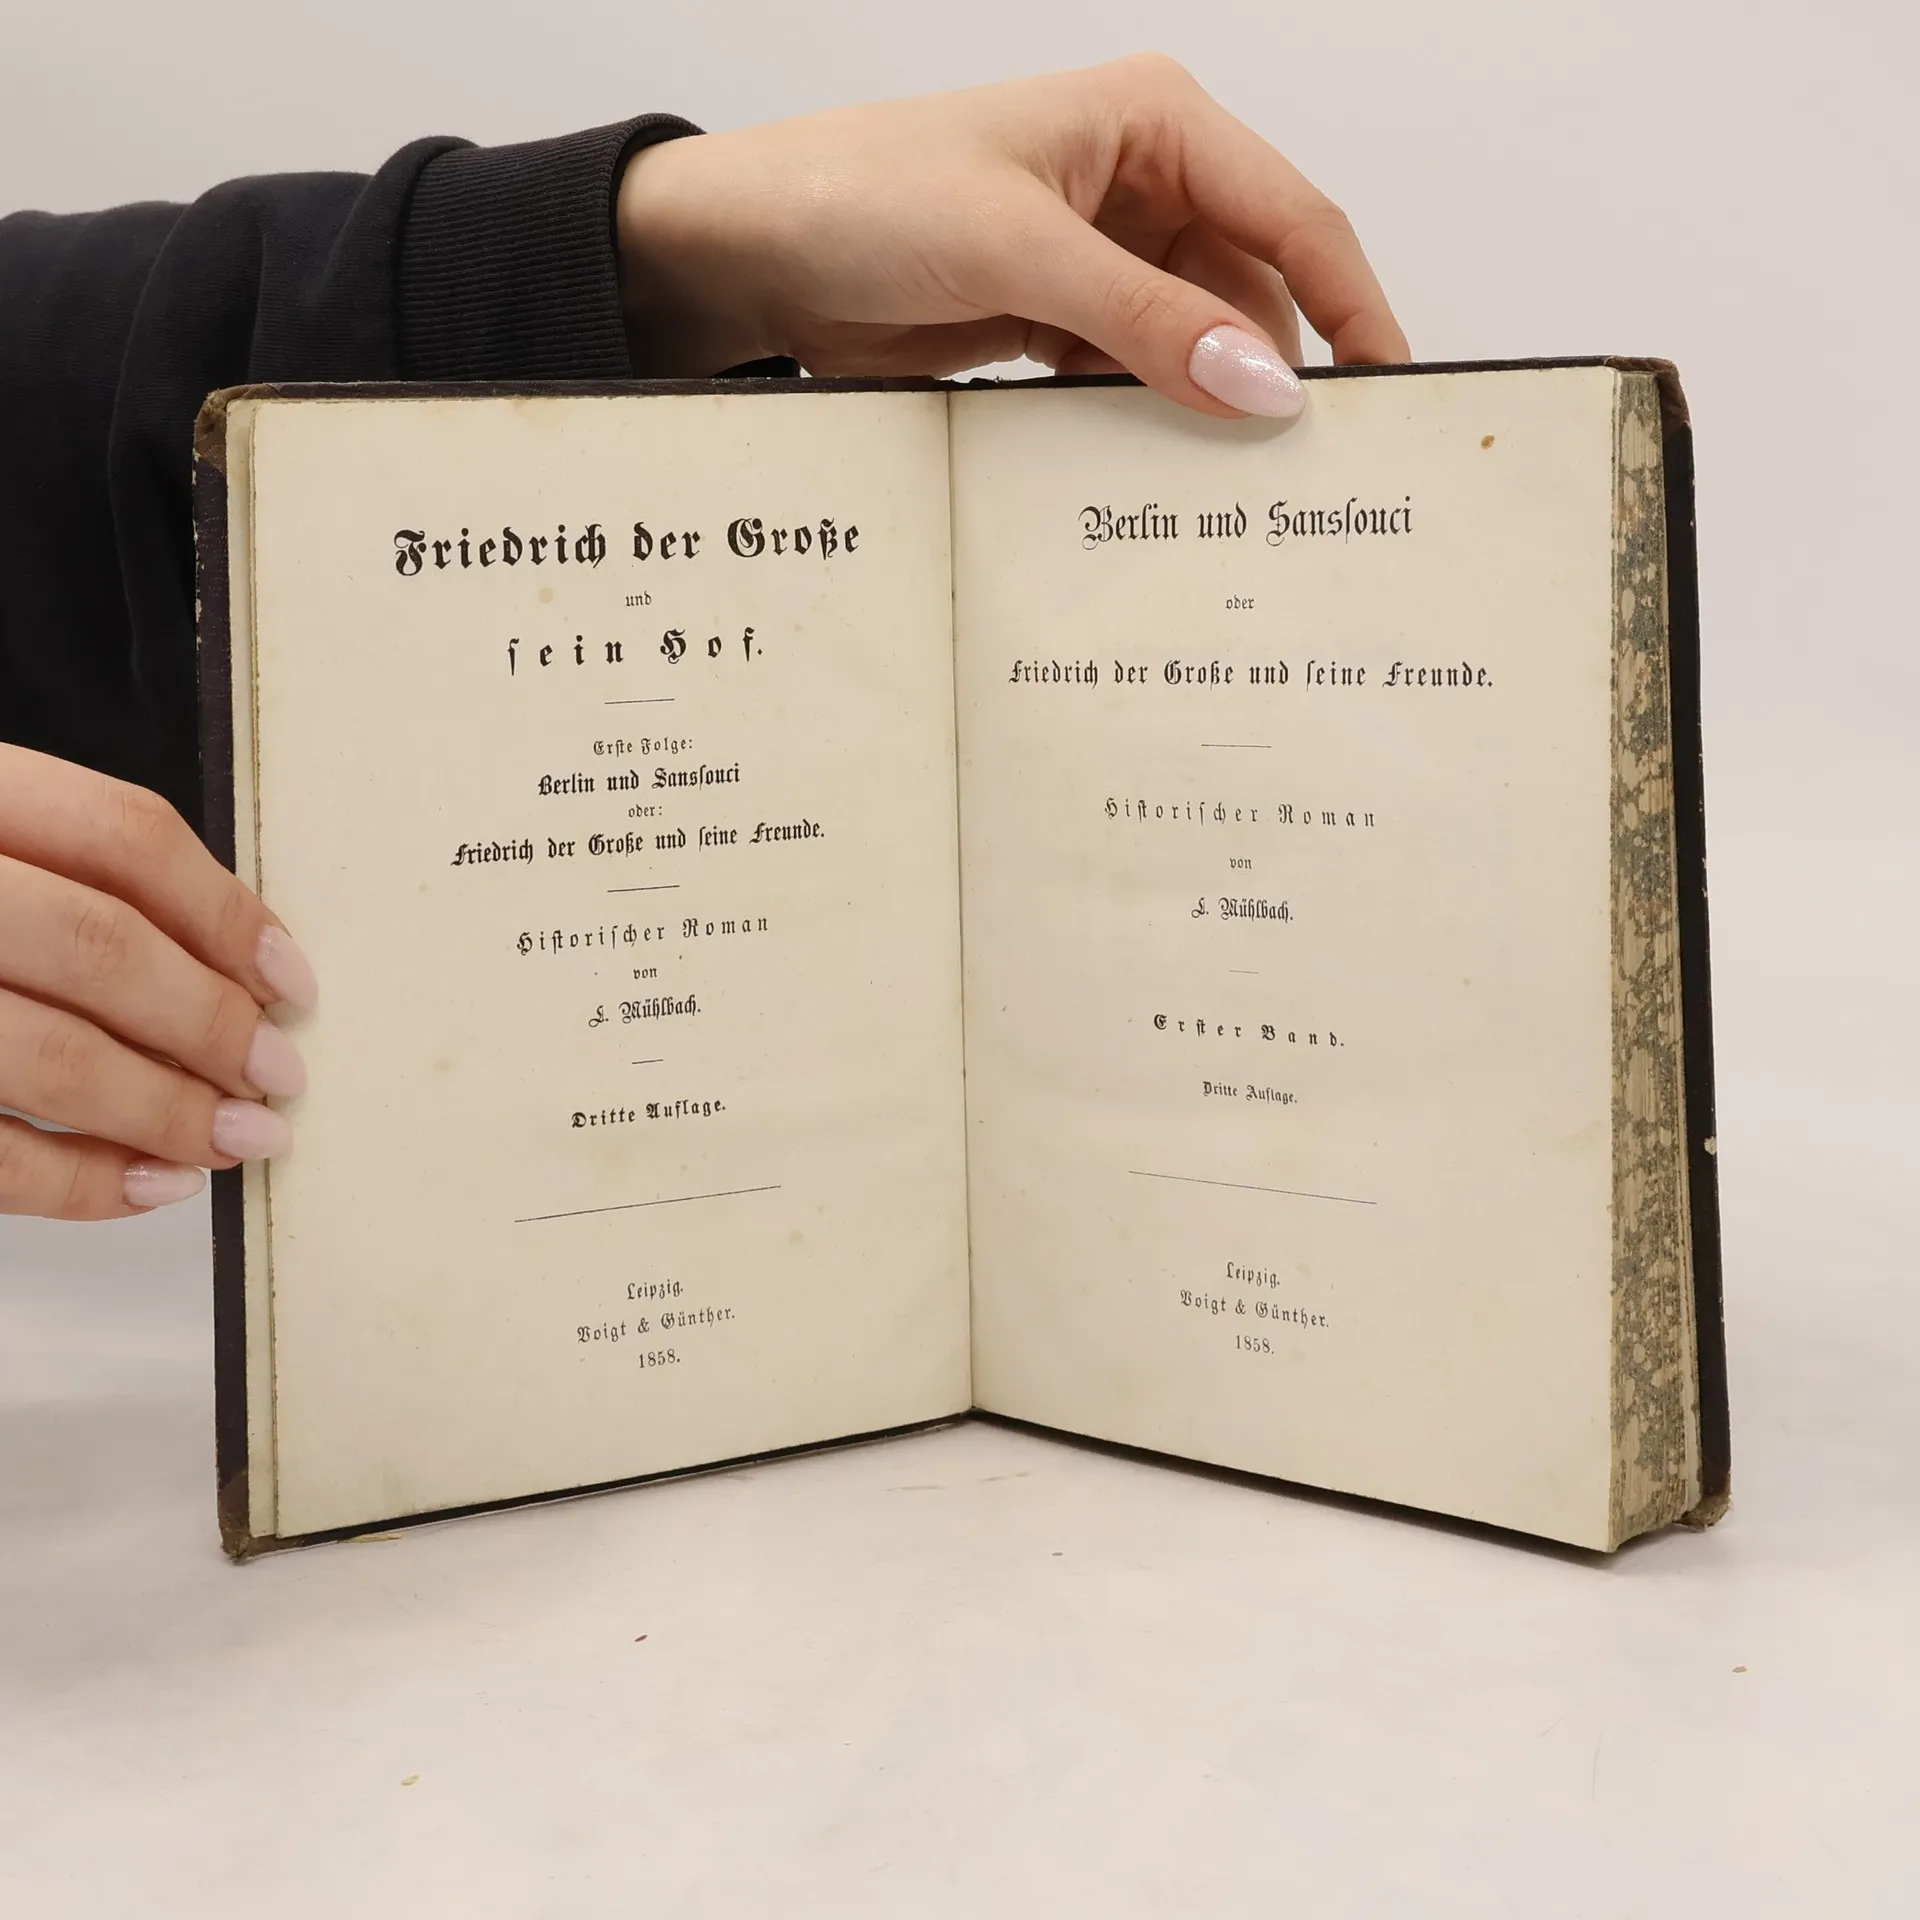 Friedrich der Große
und
ſein Hof.
Erſte Folge:
Berlin und Sansſouci
oder:
Friedrich der Große und ſeine Freunde.
Hiſtoriſcher Roman
von
L. Mühlbach.
Dritte Auflage.
Leipzig.
Voigt & Günther.
1858.
Berlin und Sansſouci
oder
Friedrich der Große und ſeine Freunde.
Hiſtoriſcher Roman
von
L. Mühlbach.
Erſter Band.
Dritte Auflage.
Leipzig.
Voigt & Günther.
1858.